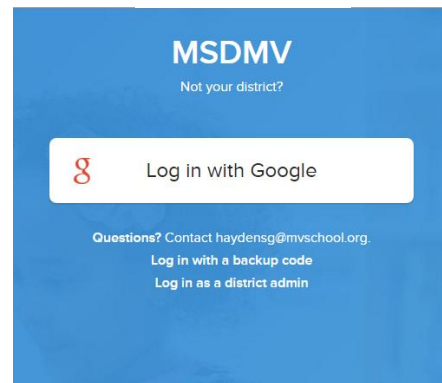 MSDMV
Not your district?
Log in with Google
Questions? Contact haydensg@mvschool.org.
Log in with a backup code
Log in as a district admin